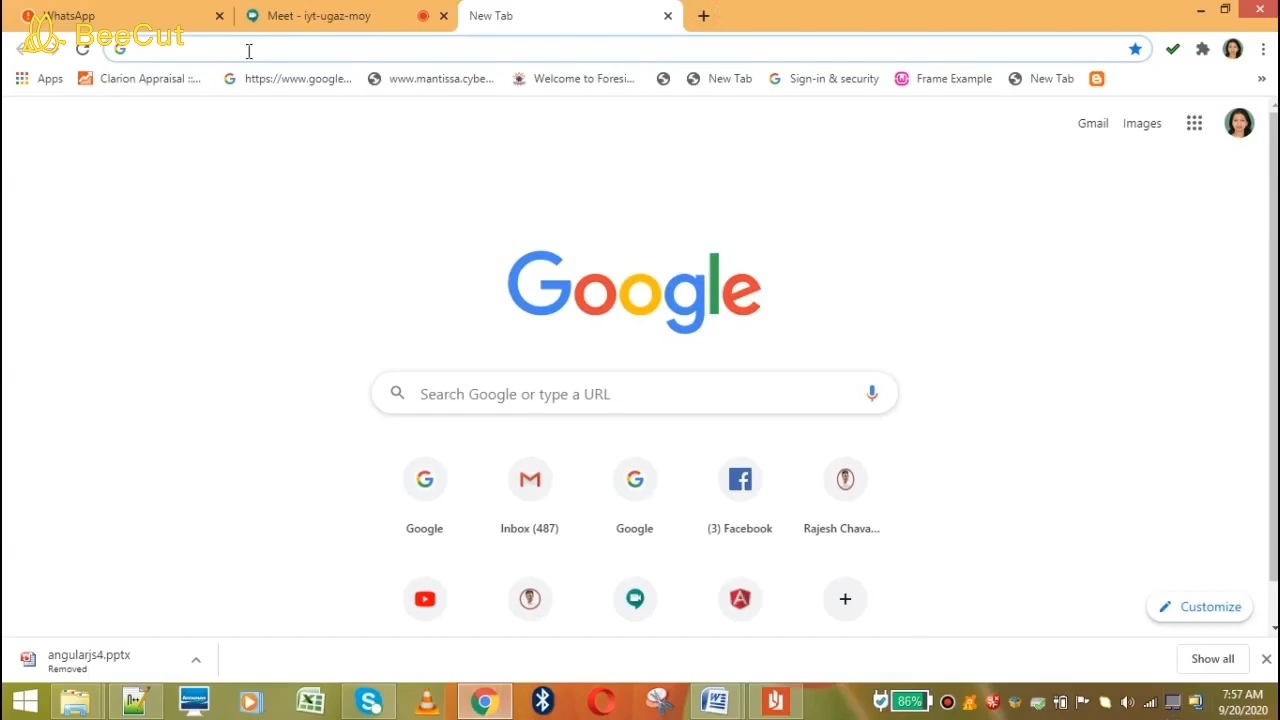 WhatsApp
Meet - iyt-ugaz-moy
New Tab
BeeCut
Apps
Clarion Appraisal ::...
https://www.google...
www.mantissa.cybe...
Welcome to Foresi...
New Tab
Sign-in & security
Frame Example
New Tab
»
Gmail
Images
Google
Search Google or type a URL
Google
Inbox (487)
Google
(3) Facebook
Rajesh Chava...
Customize
angularjs4.pptx
Removed
Show all
86%
7:57 AM
9/20/2020